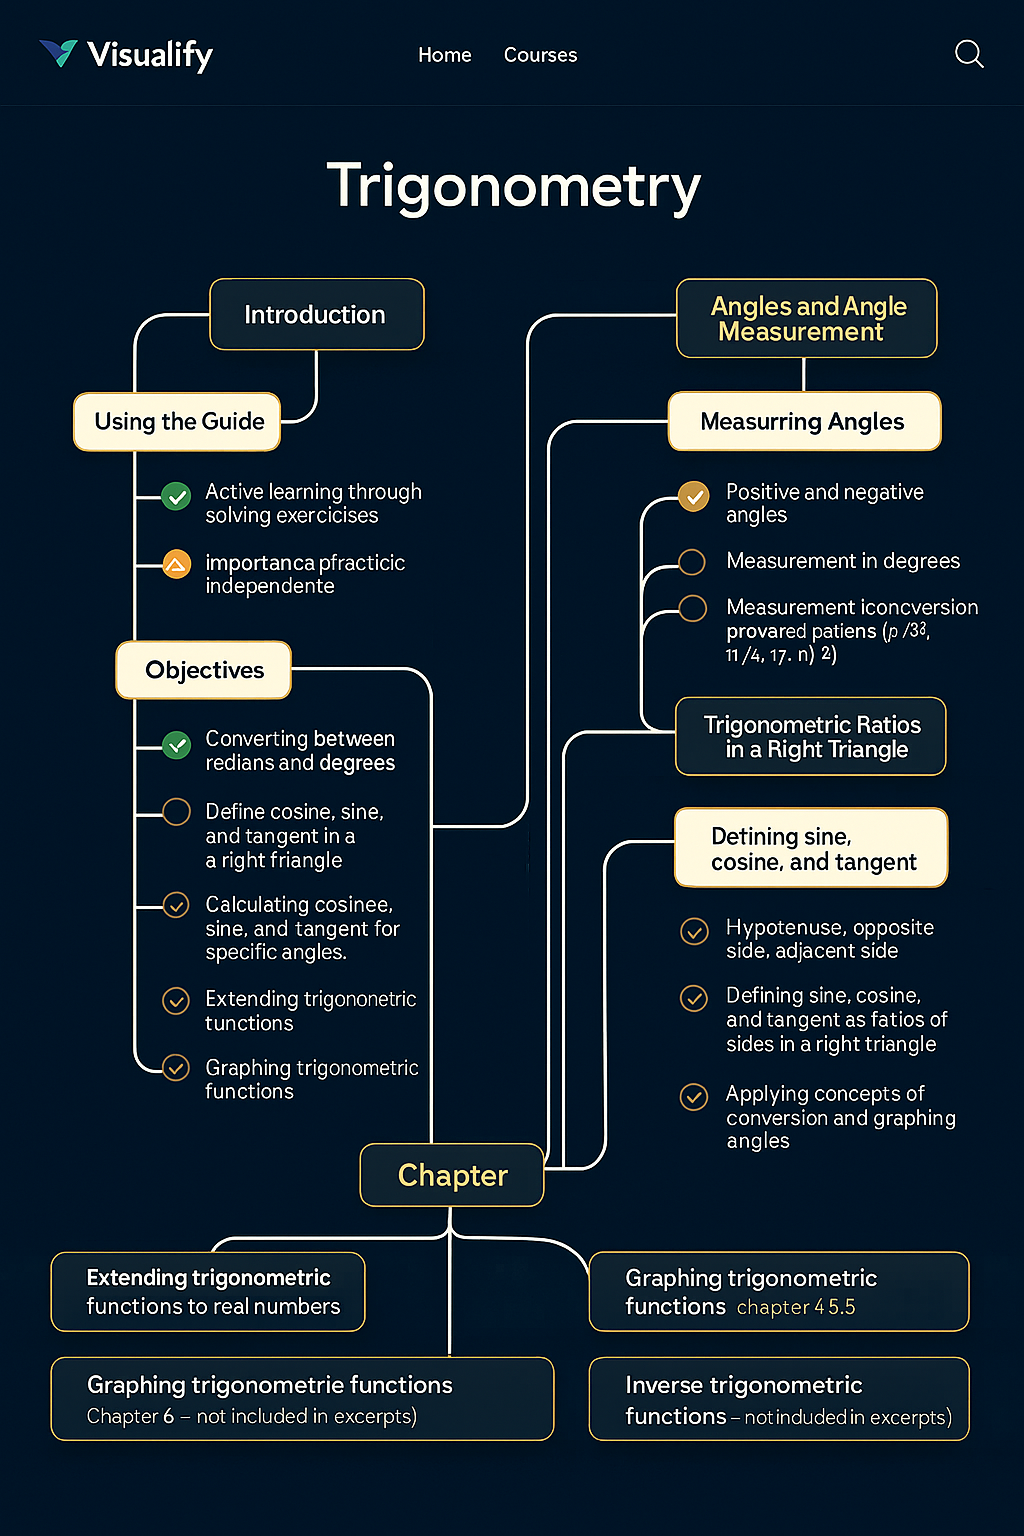 Visualify
Home
Courses
Trigonometry
Introduction
Using the Guide
Active learning through
solving exercicises
importanca pfracticic
independente
Objectives
Converting between
redians and degrees
Define cosine, sine,
and tangent in a
a right friangle
Calculating cosinee,
sine, and tangent for
specific angles.
Extending trigononetric
tunctions
Graphing trigonometric
functions
Angles and Angle
Measurement
Measurring Angles
Positive and negative
angles
Measurement in degrees
Measurement iconcversion
provared patiens (p /3
11 /4, 17. n) 2)
Trigonometric Ratios
in a Right Triangle
Detining sine,
cosine, and tangent
Hypotenuse, opposite
side, adjacent side
Defining sine, cosine,
and tangent as fatios of
sides in a right triangle
Applying concepts of
conversion and graphing
angles
Chapter
Extending trigonometric
functions to real numbers
Graphing trigonometric
functions chapter 4 5.5
Graphing trigonometrie functions
Chapter 6 – not included in excerpts)
Inverse trigonometric
functions – not induded in excerpts)